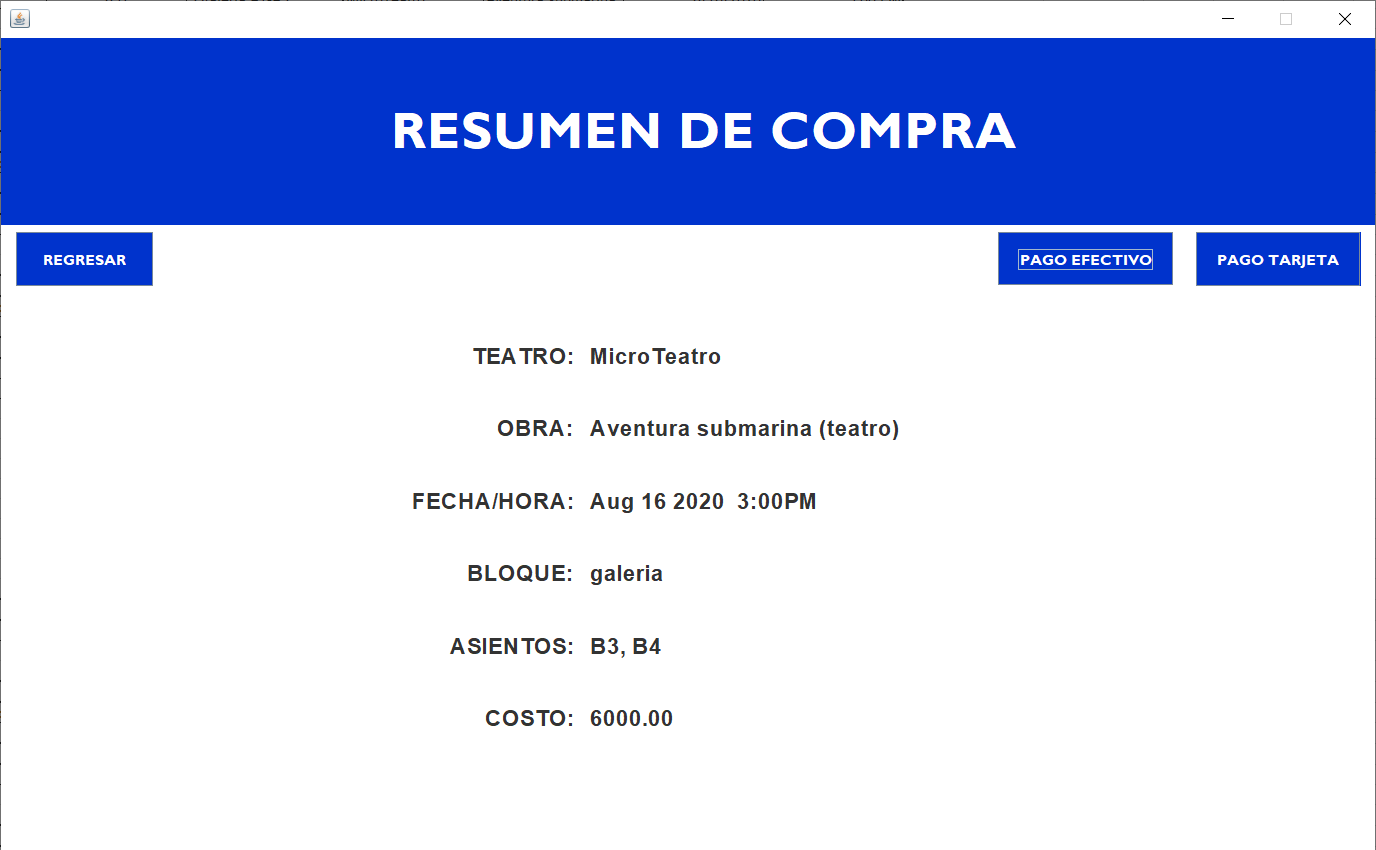 RESUMEN DE COMPRA
REGRESAR
PAGO EFECTIVO
PAGO TARJETA
TEATRO: MicroTeatro
OBRA: Aventura submarina (teatro)
FECHA/HORA: Aug 16 2020  3:00PM
BLOQUE: galeria
ASIENTOS: B3, B4
COSTO: 6000.00